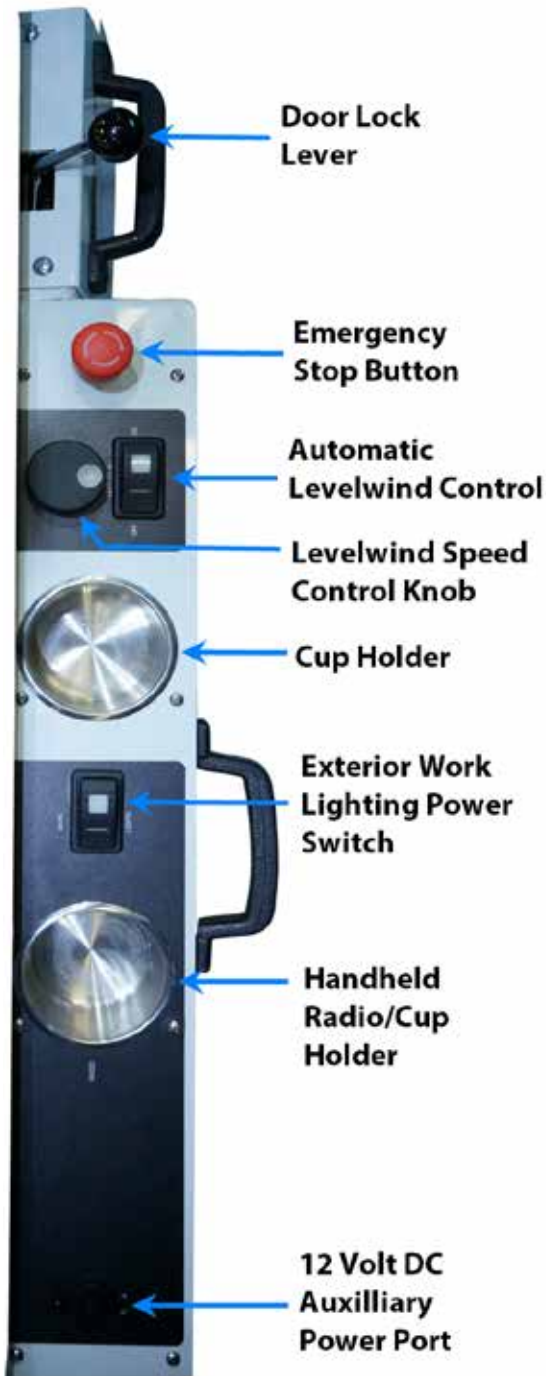 Door Lock
Lever
Emergency
Stop Button
Automatic
Levelwind Control
Levelwind Speed
Control Knob
Cup Holder
Exterior Work
Lighting Power
Switch
Handheld
Radio/Cup
Holder
12 Volt DC
Auxilliary
Power Port